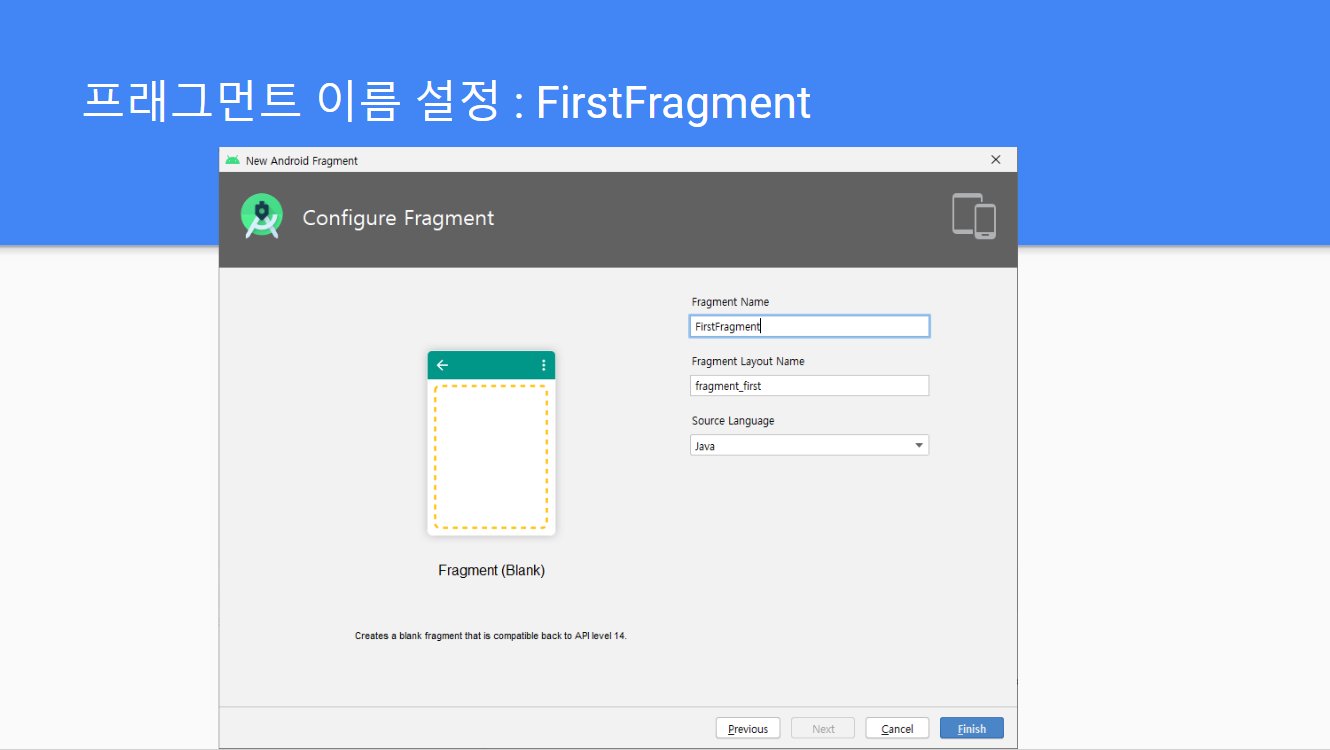 프래그먼트 이름 설정 : FirstFragment
New Android Fragment
Configure Fragment
Fragment Name
FirstFragment
Fragment Layout Name
fragment_first
Source Language
Java
Fragment (Blank)
Creates a blank fragment that is compatible back to API level 14.
Previous
Next
Cancel
Finish